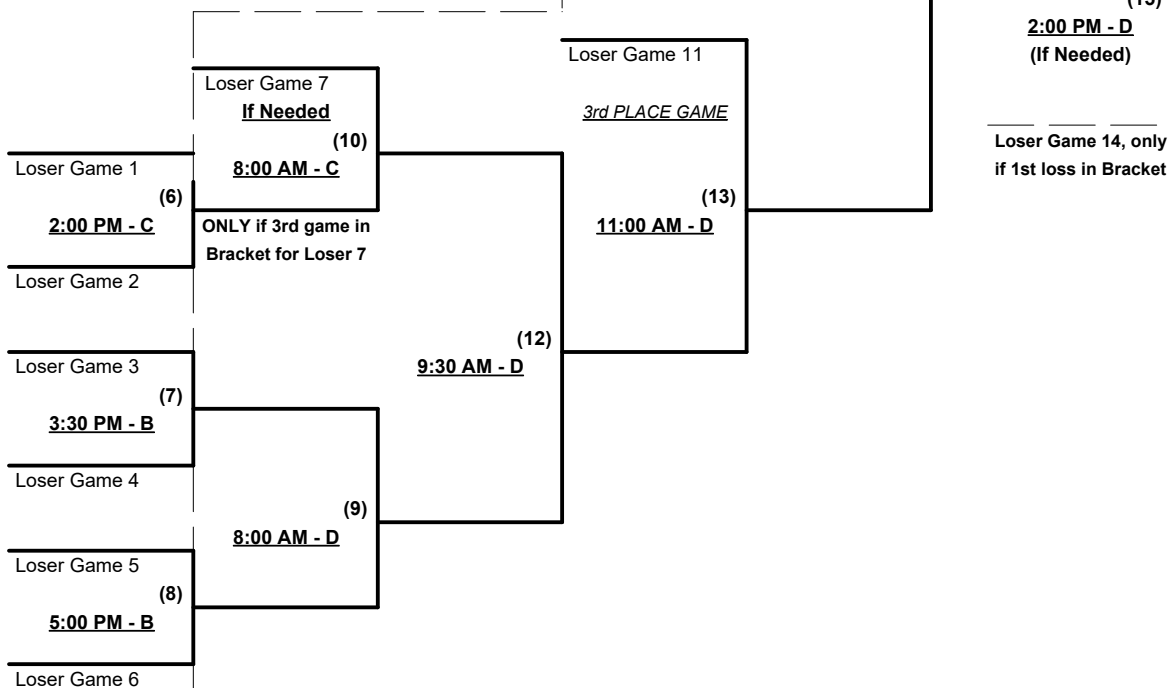 2:00 PM - D
(If Needed)
Loser Game 14, only
if 1st loss in Bracket
Loser Game 11
3rd PLACE GAME
(13)
11:00 AM - D
Loser Game 7
If Needed
(10)
8:00 AM - C
ONLY if 3rd game in
Bracket for Loser 7
Loser Game 1
(6)
2:00 PM - C
Loser Game 2
(12)
9:30 AM - D
Loser Game 3
(7)
3:30 PM - B
Loser Game 4
(9)
8:00 AM - D
Loser Game 5
(8)
5:00 PM - B
Loser Game 6